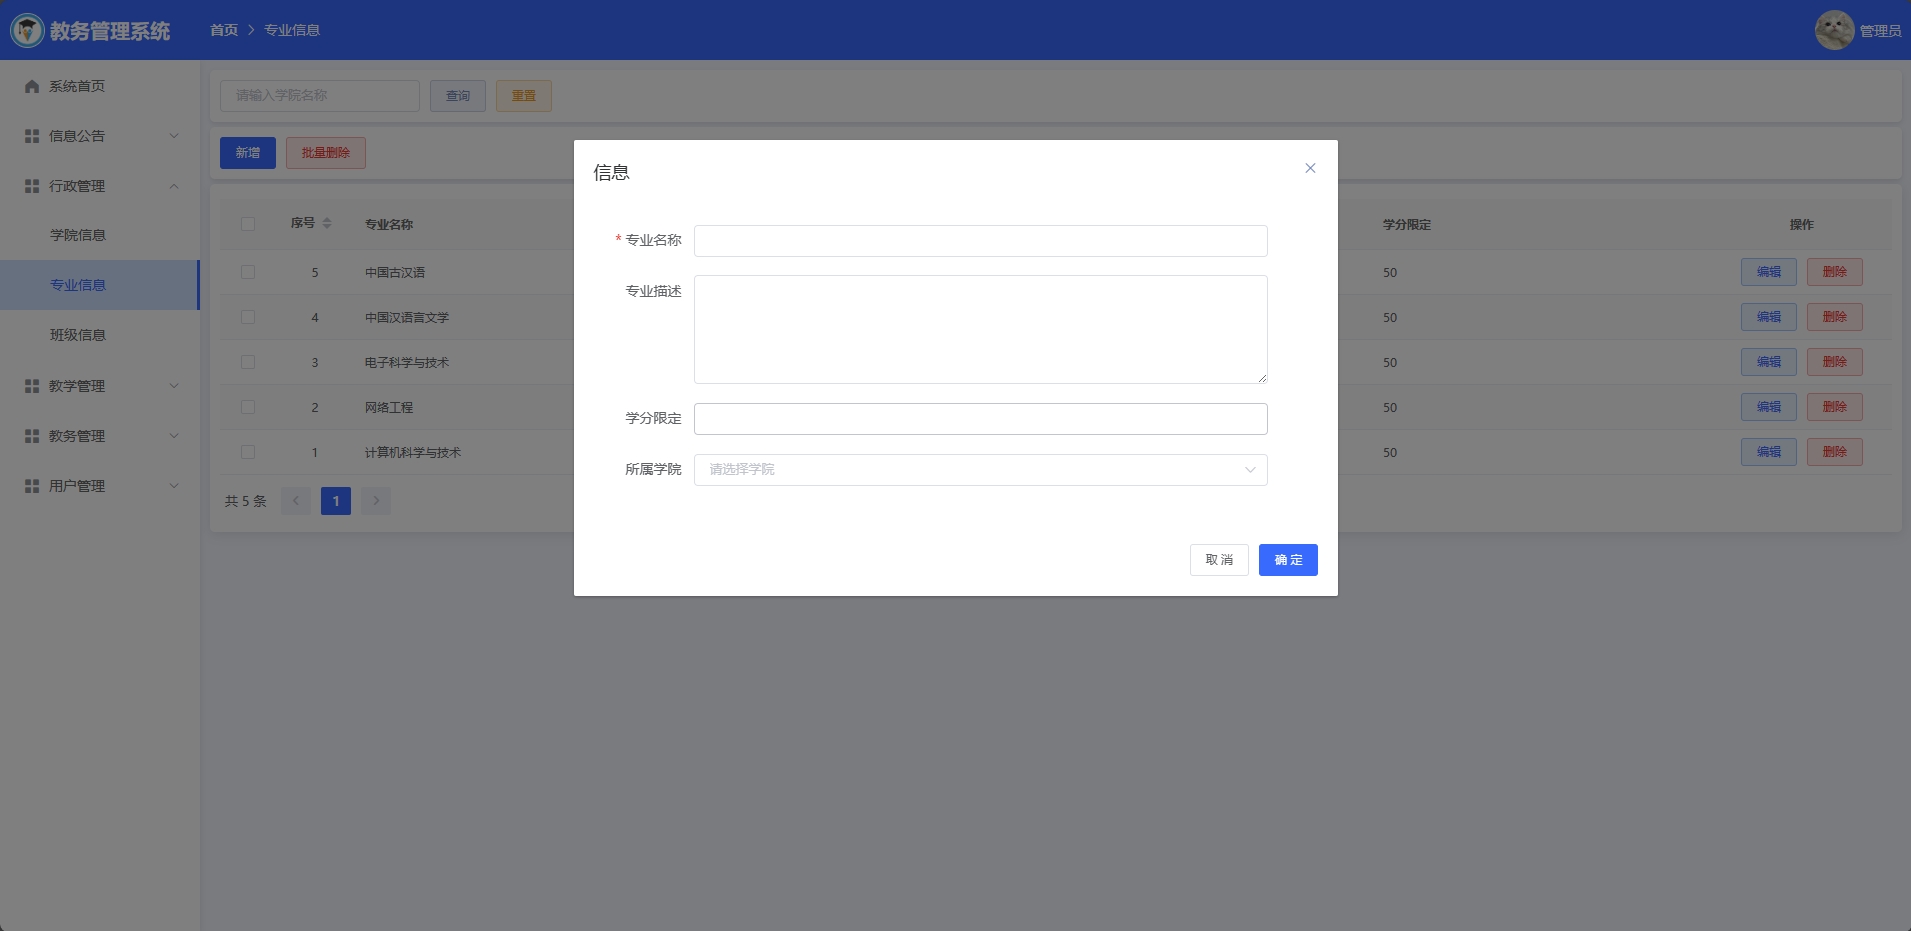 教务管理系统
首页 > 专业信息
管理员
系统首页
信息公告
行政管理
学院信息
专业信息
班级信息
教学管理
教务管理
用户管理
请输入学院名称 查询 重置
新增 批量删除
序号 专业名称 学分限定 操作
5 中国古汉语 50 编辑 删除
4 中国汉语言文学 50 编辑 删除
3 电子科学与技术 50 编辑 删除
2 网络工程 50 编辑 删除
1 计算机科学与技术 50 编辑 删除
共 5 条 1
信息
* 专业名称
专业描述
学分限定
所属学院 请选择学院
取 消 确 定